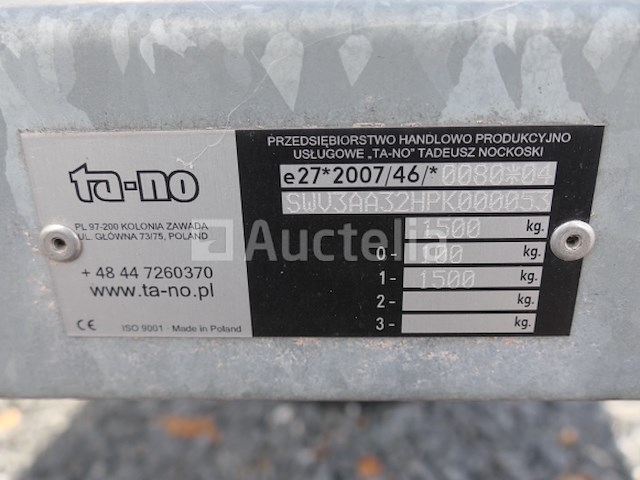 ta-no
PL 97-200 KOLONIA ZAWADA
UL. GŁÓWNA 73/75, POLAND
+ 48 44 7260370
www.ta-no.pl
CE ISO 9001 · Made in Poland
PRZEDSIĘBIORSTWO HANDLOWO PRODUKCYJNO
USŁUGOWE „TA-NO" TADEUSZ NOCKOSKI
e27*2007/46/*0080*04
SWV3AA32HPK000053
1500 kg.
0- 100 kg.
1- 1500 kg.
2- kg.
3- kg.
Auctelia